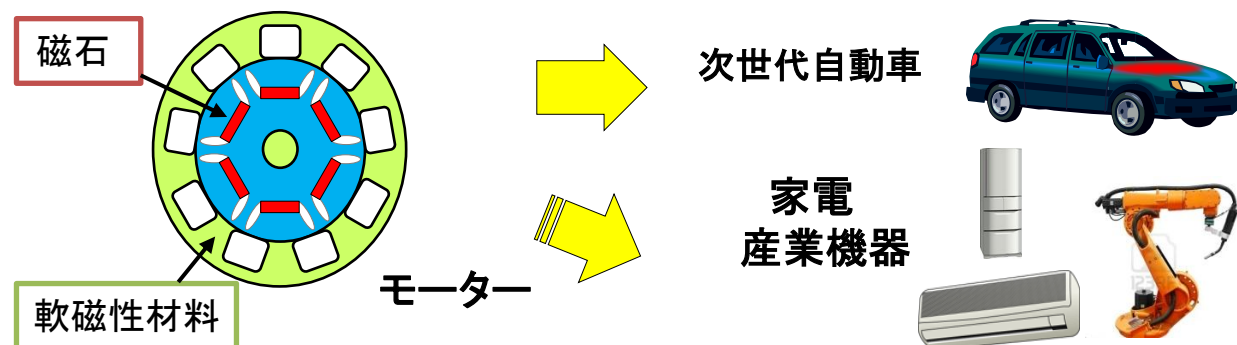 磁石
次世代自動車
家電
産業機器
モーター
軟磁性材料